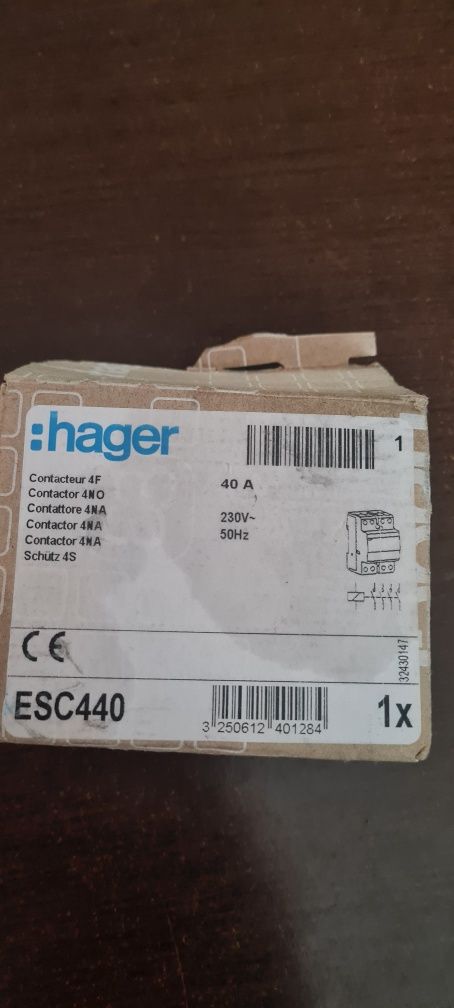 :hager
1
Contacteur 4F
Contactor 4NO
Contattore 4NA
Contactor 4NA
Contactor 4NA
Schütz 4S
40 A
230V~
50Hz
CE
32430147
ESC440
3 250612 401284
1x